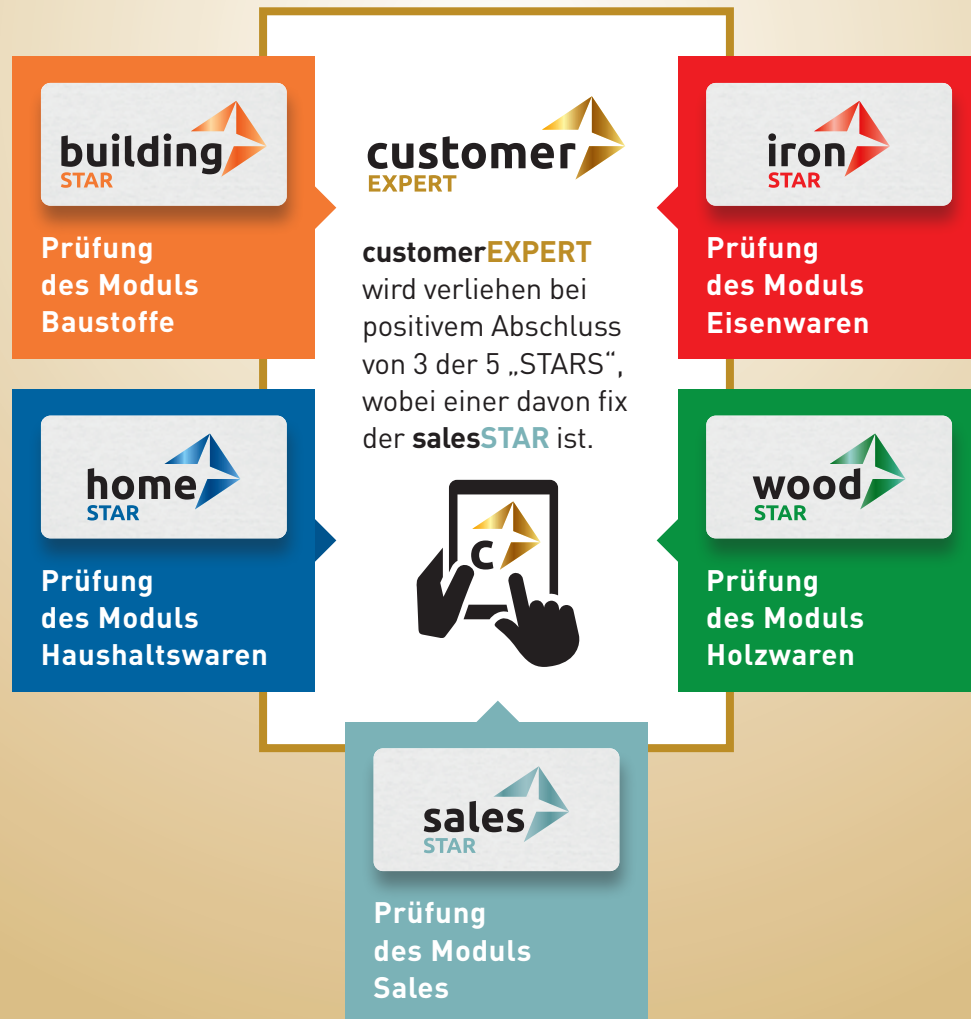 building
STAR
Prüfung
des Moduls
Baustoffe
customer
EXPERT
customerEXPERT
wird verliehen bei
positivem Abschluss
von 3 der 5 „STARS“,
wobei einer davon fix
der salesSTAR ist.
c
iron
STAR
Prüfung
des Moduls
Eisenwaren
home
STAR
Prüfung
des Moduls
Haushaltswaren
wood
STAR
Prüfung
des Moduls
Holzwaren
sales
STAR
Prüfung
des Moduls
Sales